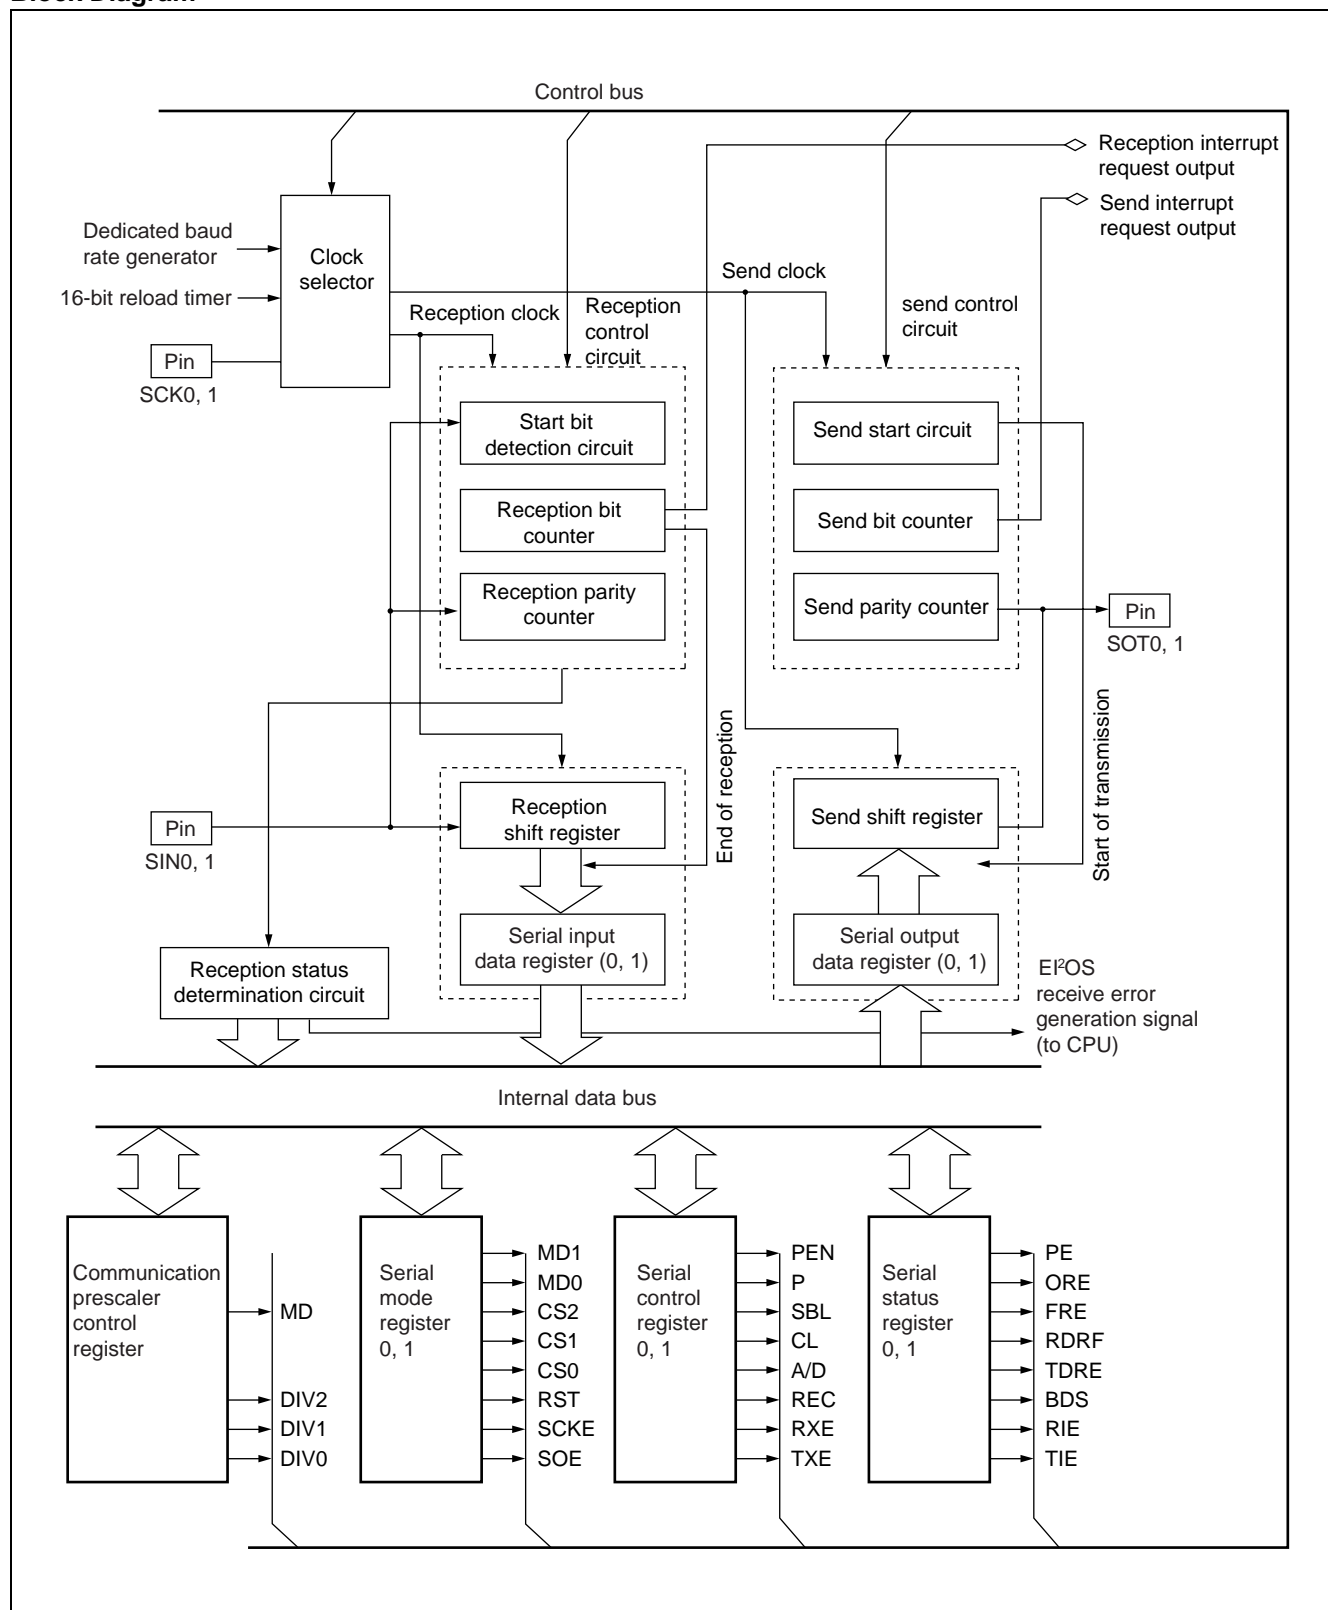 Control bus
Reception interrupt
request output
Send interrupt
request output
Dedicated baud
rate generator
16-bit reload timer
Clock
selector
Pin
SCK0, 1
Send clock
Reception clock
Reception
control
circuit
send control
circuit
Start bit
detection circuit
Reception bit
counter
Reception parity
counter
Send start circuit
Send bit counter
Send parity counter
Pin
SOT0, 1
End of reception
Start of transmission
Pin
SIN0, 1
Reception
shift register
Send shift register
Serial input
data register (0, 1)
Serial output
data register (0, 1)
Reception status
determination circuit
EI²OS
receive error
generation signal
(to CPU)
Internal data bus
Communication
prescaler
control
register
MD
DIV2
DIV1
DIV0
Serial
mode
register
0, 1
MD1
MD0
CS2
CS1
CS0
RST
SCKE
SOE
Serial
control
register
0, 1
PEN
P
SBL
CL
A/D
REC
RXE
TXE
Serial
status
register
0, 1
PE
ORE
FRE
RDRF
TDRE
BDS
RIE
TIE